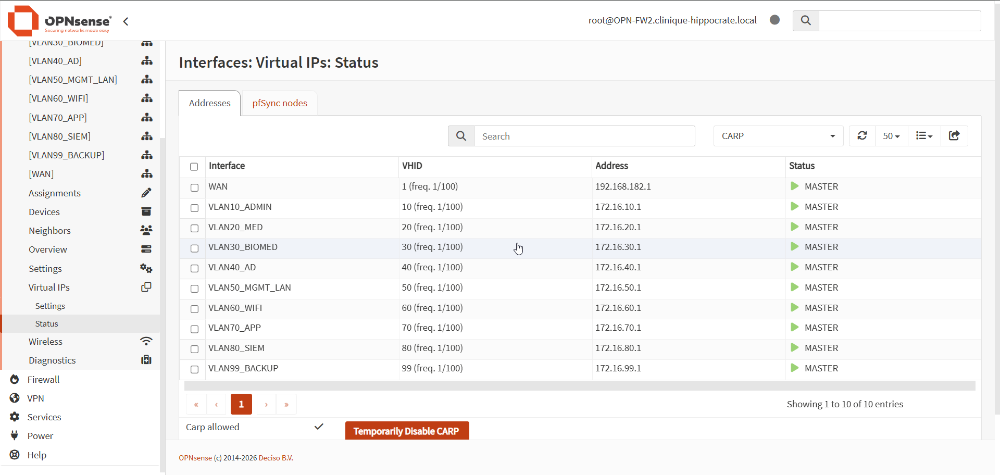 OPNsense®
Securing networks made easy
root@OPN-FW2.clinique-hippocrate.local
[VLAN30_BIOMED]
[VLAN40_AD]
[VLAN50_MGMT_LAN]
[VLAN60_WIFI]
[VLAN70_APP]
[VLAN80_SIEM]
[VLAN99_BACKUP]
[WAN]
Assignments
Devices
Neighbors
Overview
Settings
Virtual IPs
Settings
Status
Wireless
Diagnostics
Firewall
VPN
Services
Power
Help
Interfaces: Virtual IPs: Status
Addresses pfSync nodes
Search CARP 50
Interface VHID Address Status
WAN 1 (freq. 1/100) 192.168.182.1 MASTER
VLAN10_ADMIN 10 (freq. 1/100) 172.16.10.1 MASTER
VLAN20_MED 20 (freq. 1/100) 172.16.20.1 MASTER
VLAN30_BIOMED 30 (freq. 1/100) 172.16.30.1 MASTER
VLAN40_AD 40 (freq. 1/100) 172.16.40.1 MASTER
VLAN50_MGMT_LAN 50 (freq. 1/100) 172.16.50.1 MASTER
VLAN60_WIFI 60 (freq. 1/100) 172.16.60.1 MASTER
VLAN70_APP 70 (freq. 1/100) 172.16.70.1 MASTER
VLAN80_SIEM 80 (freq. 1/100) 172.16.80.1 MASTER
VLAN99_BACKUP 99 (freq. 1/100) 172.16.99.1 MASTER
« ‹ 1 › » Showing 1 to 10 of 10 entries
Carp allowed Temporarily Disable CARP
OPNsense (c) 2014-2026 Deciso B.V.